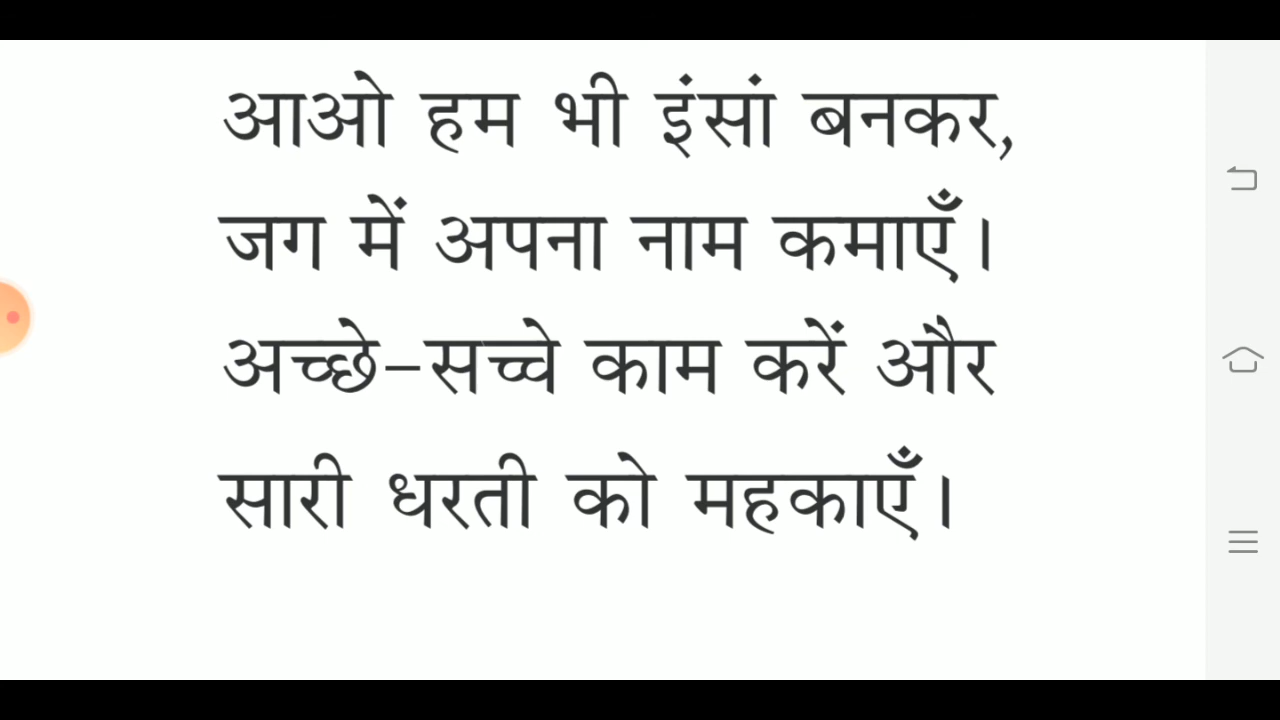 आओ हम भी इंसां बनकर,
जग में अपना नाम कमाएँ।
अच्छे-सच्चे काम करें और
सारी धरती को महकाएँ।